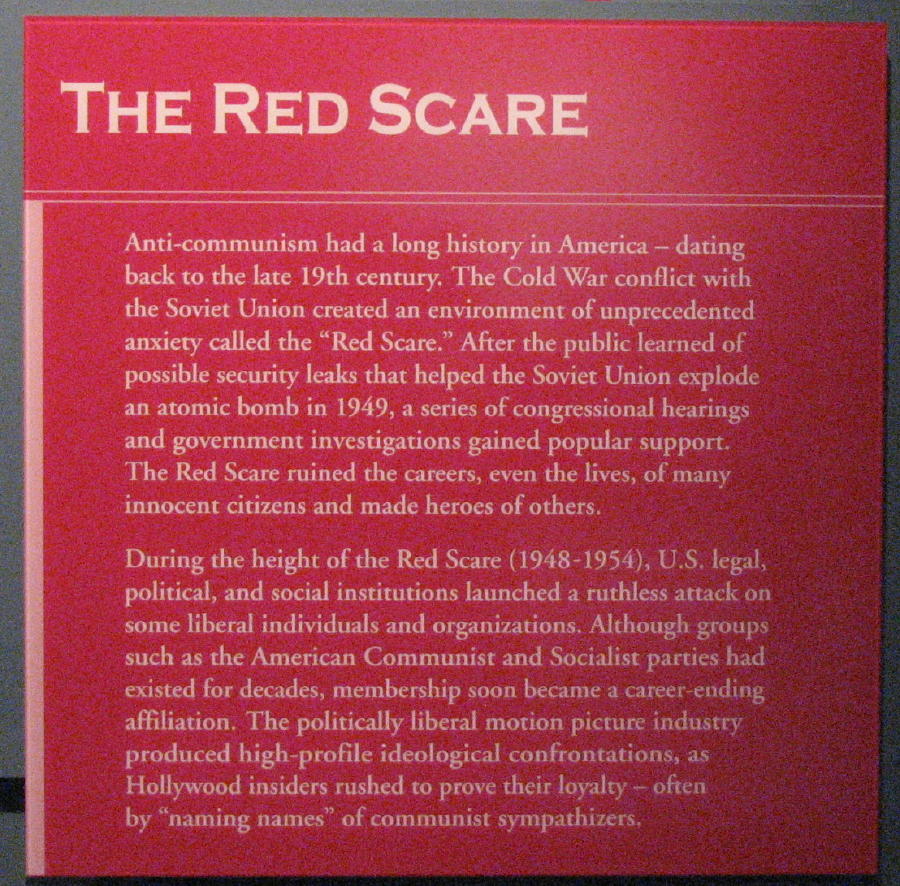 THE RED SCARE
Anti-communism had a long history in America – dating
back to the late 19th century. The Cold War conflict with
the Soviet Union created an environment of unprecedented
anxiety called the “Red Scare.” After the public learned of
possible security leaks that helped the Soviet Union explode
an atomic bomb in 1949, a series of congressional hearings
and government investigations gained popular support.
The Red Scare ruined the careers, even the lives, of many
innocent citizens and made heroes of others.
During the height of the Red Scare (1948-1954), U.S. legal,
political, and social institutions launched a ruthless attack on
some liberal individuals and organizations. Although groups
such as the American Communist and Socialist parties had
existed for decades, membership soon became a career-ending
affiliation. The politically liberal motion picture industry
produced high-profile ideological confrontations, as
Hollywood insiders rushed to prove their loyalty – often
by “naming names” of communist sympathizers.